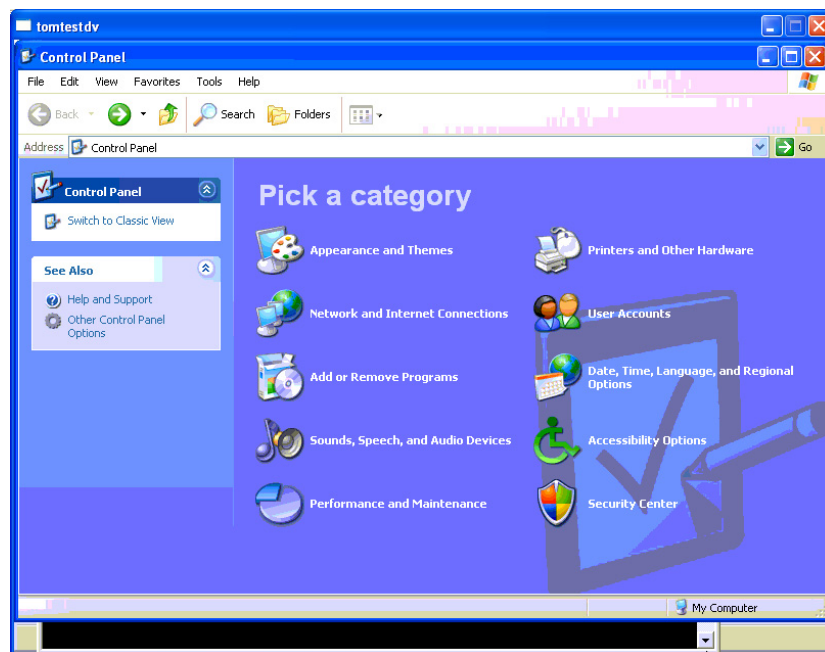 tomtestdv
Control Panel
File Edit View Favorites Tools Help
Back Search Folders
Address Control Panel Go
Control Panel
Switch to Classic View
See Also
Help and Support
Other Control Panel
Options
Pick a category
Appearance and Themes
Printers and Other Hardware
Network and Internet Connections
User Accounts
Add or Remove Programs
Date, Time, Language, and Regional
Options
Sounds, Speech, and Audio Devices
Accessibility Options
Performance and Maintenance
Security Center
My Computer